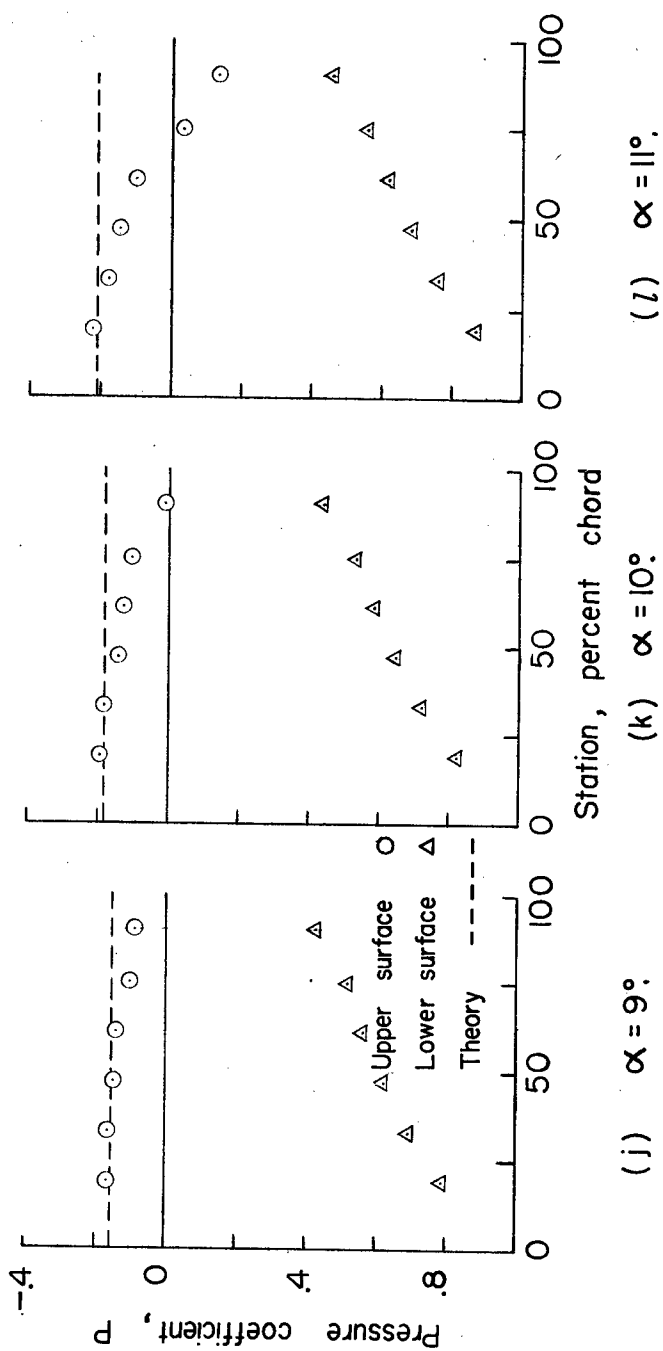 Pressure
coefficient, P
-.4
0
.4
.8
0
50
100
0
50
100
0
50
100
Upper surface
Lower surface
Theory
Station, percent chord
(j) α = 9°.
(k) α = 10°.
(l) α = 11°.